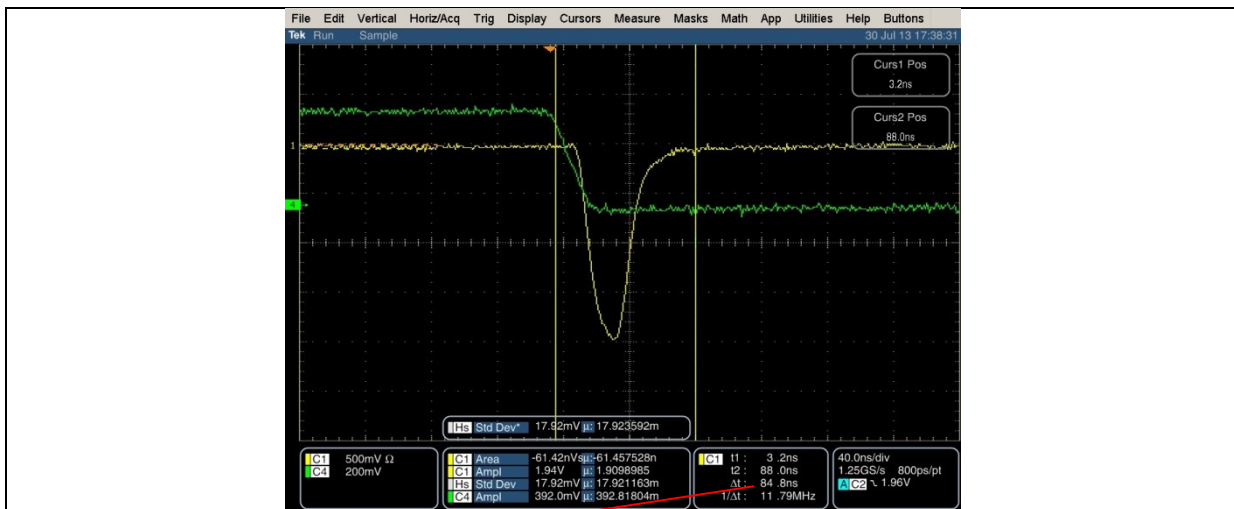 File Edit Vertical Horiz/Acq Trig Display Cursors Measure Masks Math App Utilities Help Buttons
Tek Run Sample 30 Jul 13 17:38:31
Curs1 Pos
3.2ns
Curs2 Pos
88.0ns
1
4
Hs Std Dev* 17.92mV µ: 17.923592m
C1 500mV Ω
C4 200mV
C1 Area -61.42nVs µ: -61.457528n
C1 Ampl 1.94V µ: 1.9098985
Hs Std Dev 17.92mV µ: 17.921163m
C4 Ampl 392.0mV µ: 392.81804m
C1 t1 : 3 .2ns
t2 : 88 .0ns
Δt : 84 .8ns
1/Δt : 11 .79MHz
40.0ns/div
1.25GS/s 800ps/pt
A C2 1.96V